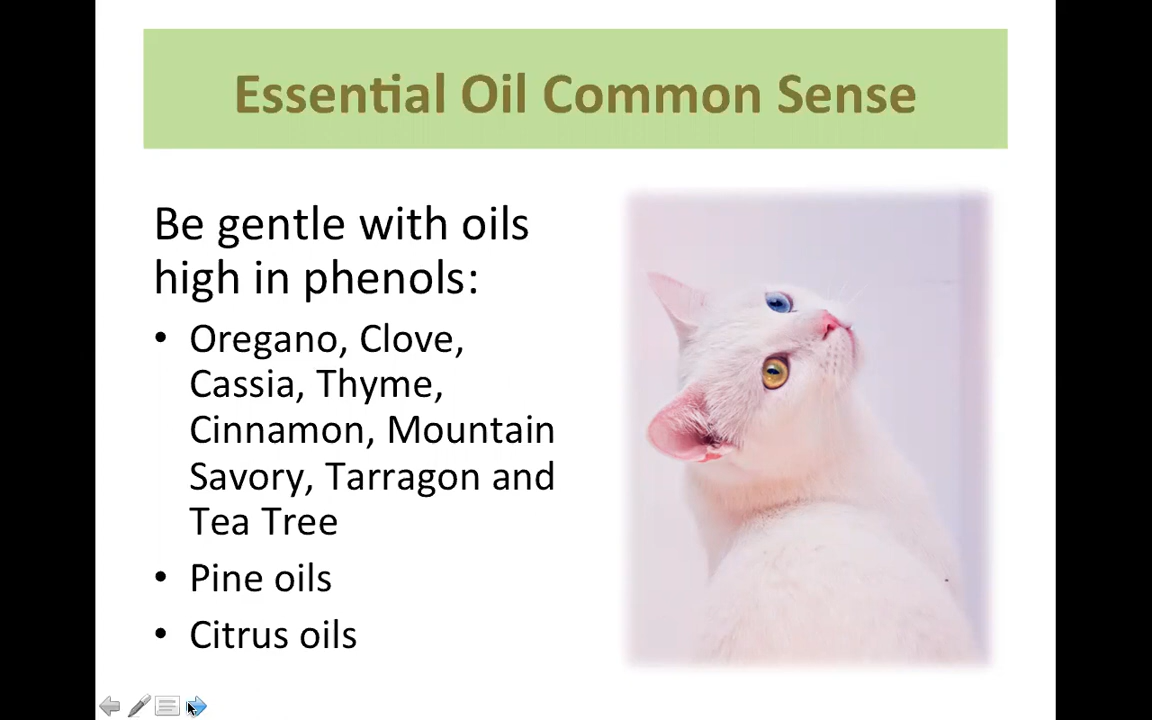 Essential Oil Common Sense
Be gentle with oils
high in phenols:
• Oregano, Clove,
Cassia, Thyme,
Cinnamon, Mountain
Savory, Tarragon and
Tea Tree
• Pine oils
• Citrus oils